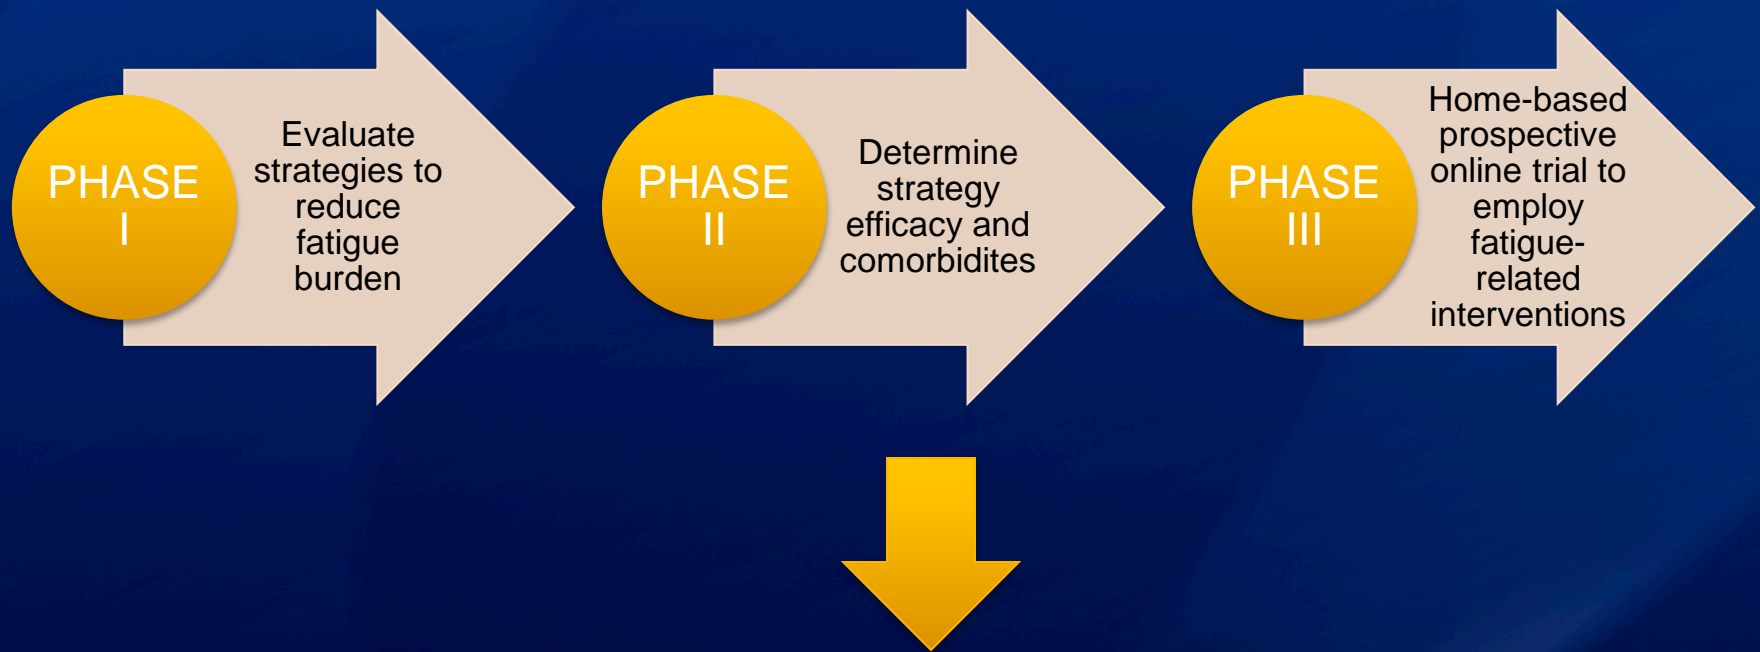 PHASE
I
Evaluate
strategies to
reduce
fatigue
burden
PHASE
II
Determine
strategy
efficacy and
comorbidites
PHASE
III
Home-based
prospective
online trial to
employ
fatigue-
related
interventions